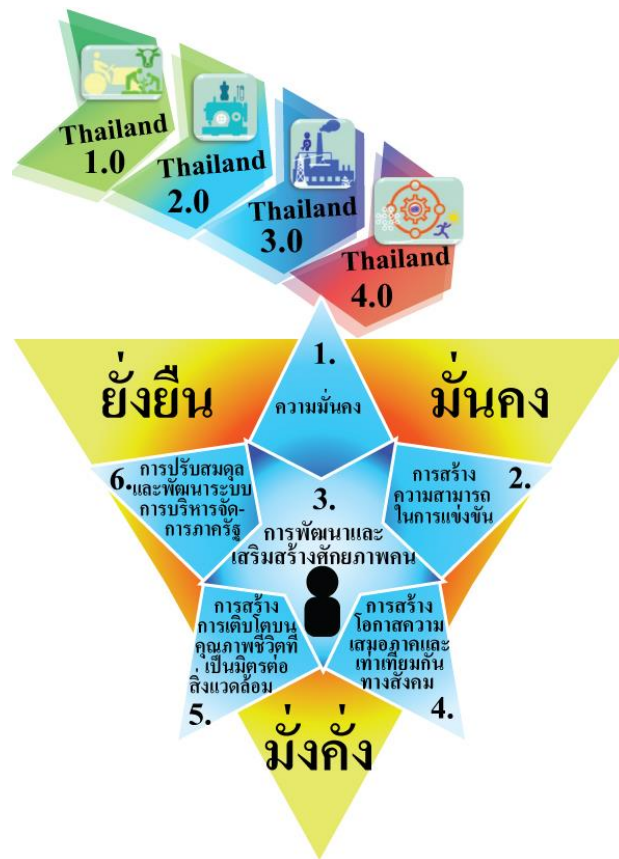 Thailand
1.0
Thailand
2.0
Thailand
3.0
Thailand
4.0
ยั่งยืน
มั่นคง
1.
ความมั่นคง
2.
การสร้าง
ความสามารถ
ในการแข่งขัน
3.
การพัฒนาและ
เสริมสร้างศักยภาพคน
การสร้าง
โอกาสความ
เสมอภาคและ
เท่าเทียมกัน
ทางสังคม
4.
การสร้าง
การเติบโตบน
คุณภาพชีวิตที่
เป็นมิตรต่อ
สิ่งแวดล้อม
5.
6. การปรับสมดุล
และพัฒนาระบบ
การบริหารจัด-
การภาครัฐ
มั่งคั่ง